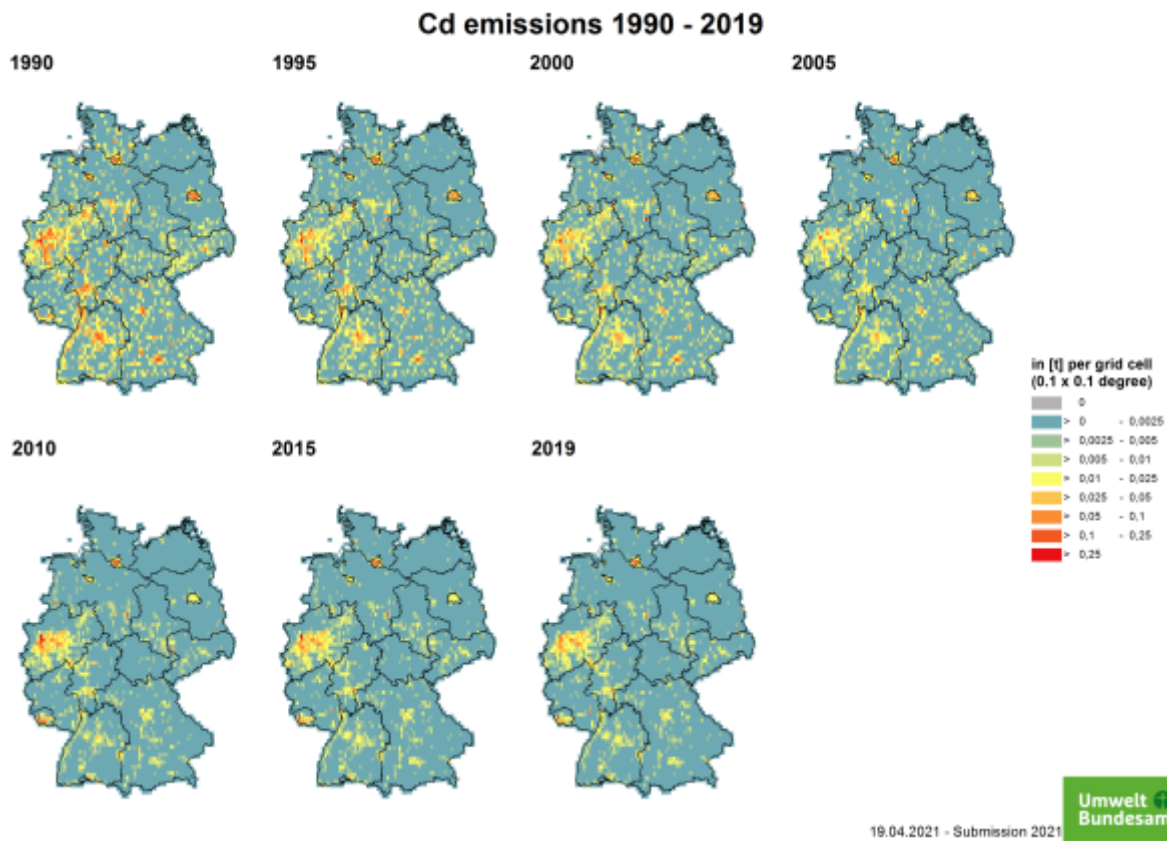 Cd emissions 1990 - 2019
1990
1995
2000
2005
2010
2015
2019
in [t] per grid cell
(0.1 x 0.1 degree)
0
> 0 - 0,0025
> 0,0025 - 0,005
> 0,005 - 0,01
> 0,01 - 0,025
> 0,025 - 0,05
> 0,05 - 0,1
> 0,1 - 0,25
> 0,25
19.04.2021 - Submission 2021
Umwelt
Bundesam